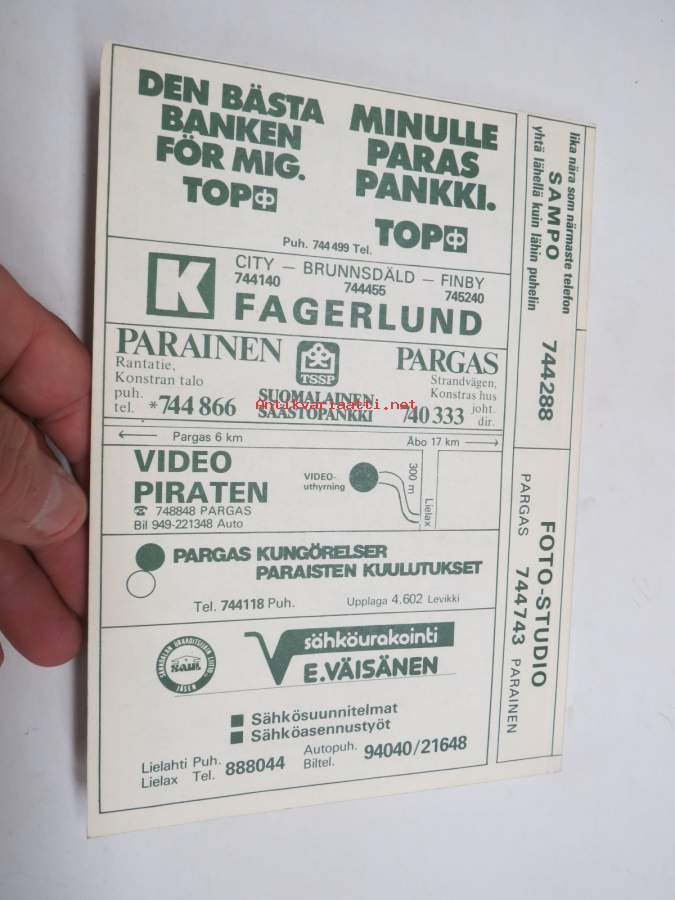 DEN BÄSTA
BANKEN
FÖR MIG.
TOP
MINULLE
PARAS
PANKKI.
TOP
Puh. 744 499 Tel.
K
CITY – BRUNNSDÄLD – FINBY
744140 744455 745240
FAGERLUND
PARAINEN
Rantatie,
Konstran talo
puh.
tel. *744 866
TSSP
SUOMALAINEN
SÄÄSTÖPANKKI
PARGAS
Strandvägen,
Konstras hus
740 333 joht.
dir.
Antikvariaatti.net
Pargas 6 km
Åbo 17 km
VIDEO
PIRATEN
☎ 748848 PARGAS
Bil 949-221348 Auto
VIDEO-
uthyrning
300 m
Lielax
PARGAS KUNGÖRELSER
PARAISTEN KUULUTUKSET
Tel. 744118 Puh.
Upplaga 4.602 Levikki
SÄHKÖALAN URAKOITSIJAIN LIITTO
SÄUL
JÄSEN
sähköurakointi
E.VÄISÄNEN
Sähkösuunnitelmat
Sähköasennustyöt
Lielahti Puh.
Lielax Tel. 888044
Autopuh.
Biltel. 94040/21648
lika nära som närmaste telefon
SAMPO 744288
yhtä lähellä kuin lähin puhelin
FOTO-STUDIO
PARGAS 744743 PARAINEN